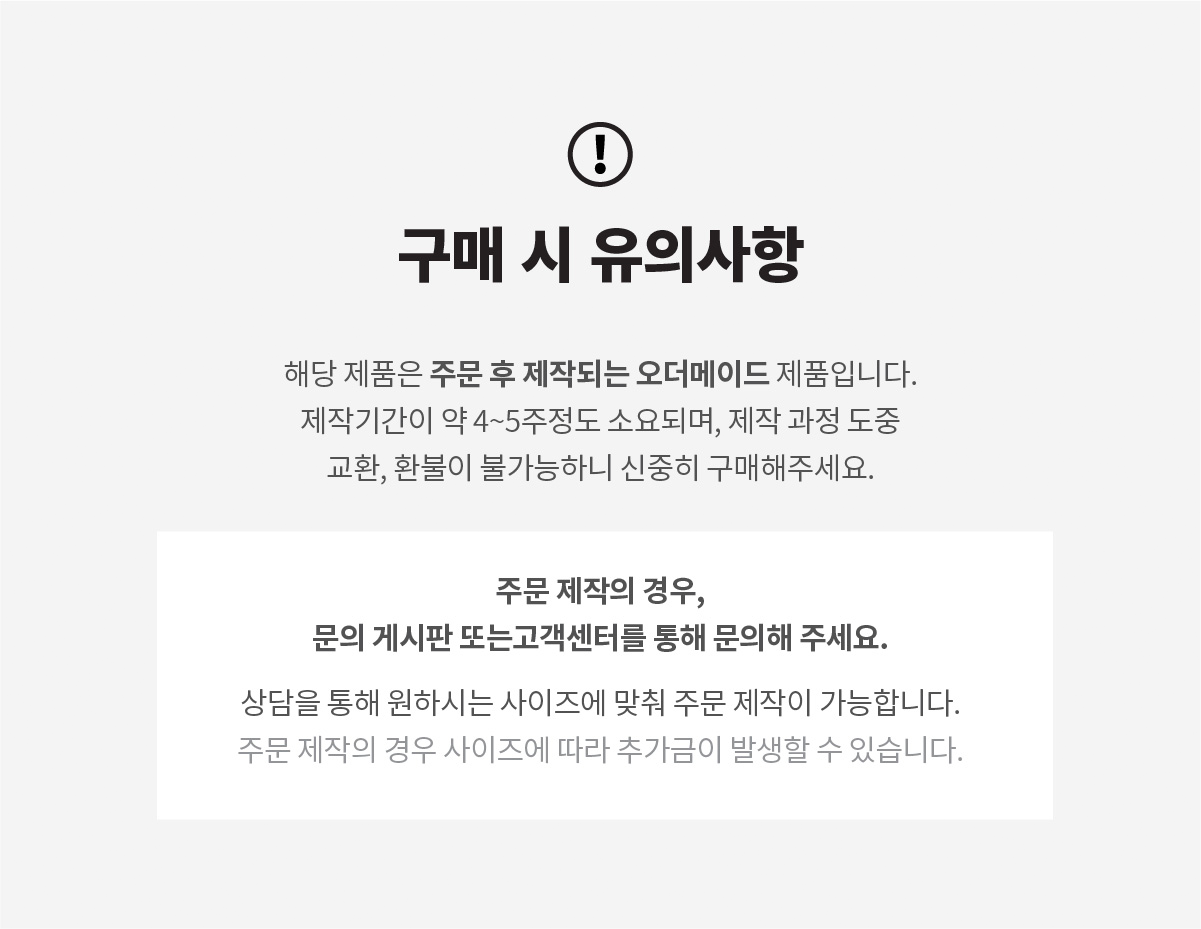 !
구매 시 유의사항
해당 제품은 주문 후 제작되는 오더메이드 제품입니다.
제작기간이 약 4~5주정도 소요되며, 제작 과정 도중
교환, 환불이 불가능하니 신중히 구매해주세요.
주문 제작의 경우,
문의 게시판 또는고객센터를 통해 문의해 주세요.
상담을 통해 원하시는 사이즈에 맞춰 주문 제작이 가능합니다.
주문 제작의 경우 사이즈에 따라 추가금이 발생할 수 있습니다.